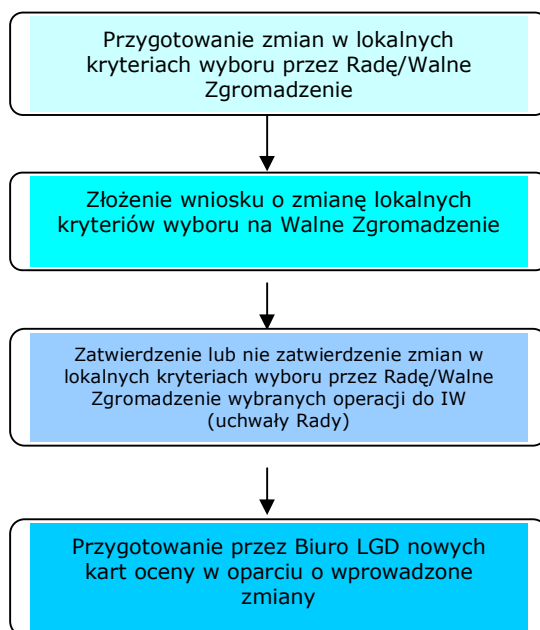 Przygotowanie zmian w lokalnych
kryteriach wyboru przez Radę/Walne
Zgromadzenie
Złożenie wniosku o zmianę lokalnych
kryteriów wyboru na Walne Zgromadzenie
Zatwierdzenie lub nie zatwierdzenie zmian w
lokalnych kryteriach wyboru przez Radę/Walne
Zgromadzenie wybranych operacji do IW
(uchwały Rady)
Przygotowanie przez Biuro LGD nowych
kart oceny w oparciu o wprowadzone
zmiany